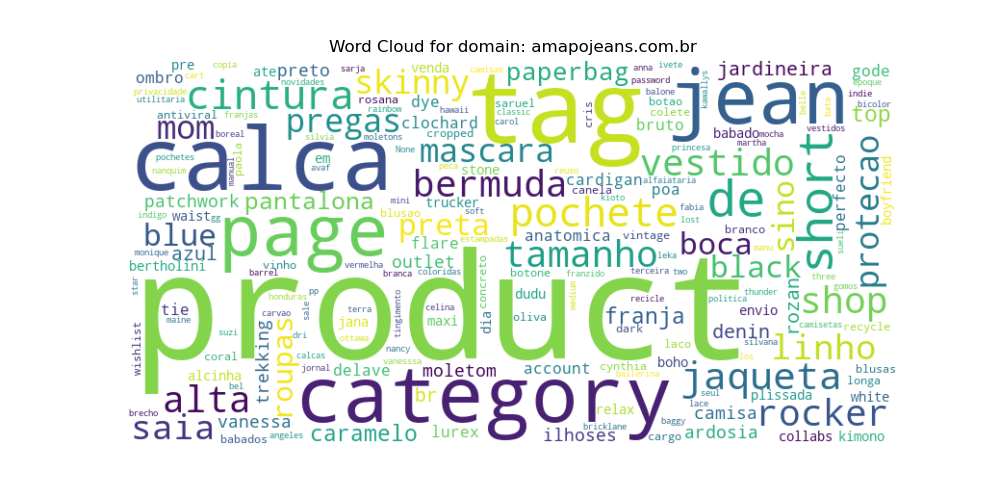 Word Cloud for domain: amapojeans.com.br
pre copia
ombro ate preto
novidades
cart
privacidade
utilitaria
antiviral franjas
rosana
sarja
venda
camisas
skinny
paperbag
anna
ivete
password
balone
kamallys
jardineira
gode
epoque
indie
top
bicolor
cintura
tag
jean
dye
rainbow
hawaii
saruel
classic
cris
botao
colete
belle
bata
mom
boreal
pregas
clochard
carol
bruto
babado
mocha
vestidos
silvia
moletons
cropped
None
princesa
martha
calca
paola
manual
em
mascara
vestido
short
protecao
boyfriend
pochetes
avaf
stone
peca
reuso
alfaiataria
perfecto
nanquim
bermuda
cardigan
poa
canela
kioto
de
sino
patchwork
pantalona
mini
trucker
soft
fabia
indigo
gg
waist
blusao
preta
pochete
lost
branco
manu
sueli
page
blue
flare
estampadas
anatomica
vintage
leka
boca
monique
azul
barrel
tamanho
bertholini
vinho
vermelha
branca
outlet
coloridas
concreto
botone
franzido
terceira
two
black
three
gomos
rozani
star
honduras
pp
product
medium
dudu
thunder
shop
tie
maine
carvao
sale
terra
tingimento
celina
oliva
recicle
politica
envio
camisetas
wishlist
suzi
jana
ottawa
maxi
dia
franja
dark
denin
recycle
trekking
dri
nancy
laco
silvana
linho
coral
calcas
jornal
vanesssa
cynthia
boho
los
alcinha
roupas
delave
moletom
account
ballerina
jaqueta
blusas
bel
category
br
seul
plissada
longa
white
alta
relax
lace
camisa
rocker
brecho
saia
vanessa
babados
angeles
caramelo
lurex
ilhoses
bricklane
cargo
baggy
ardosia
collabs
kimono